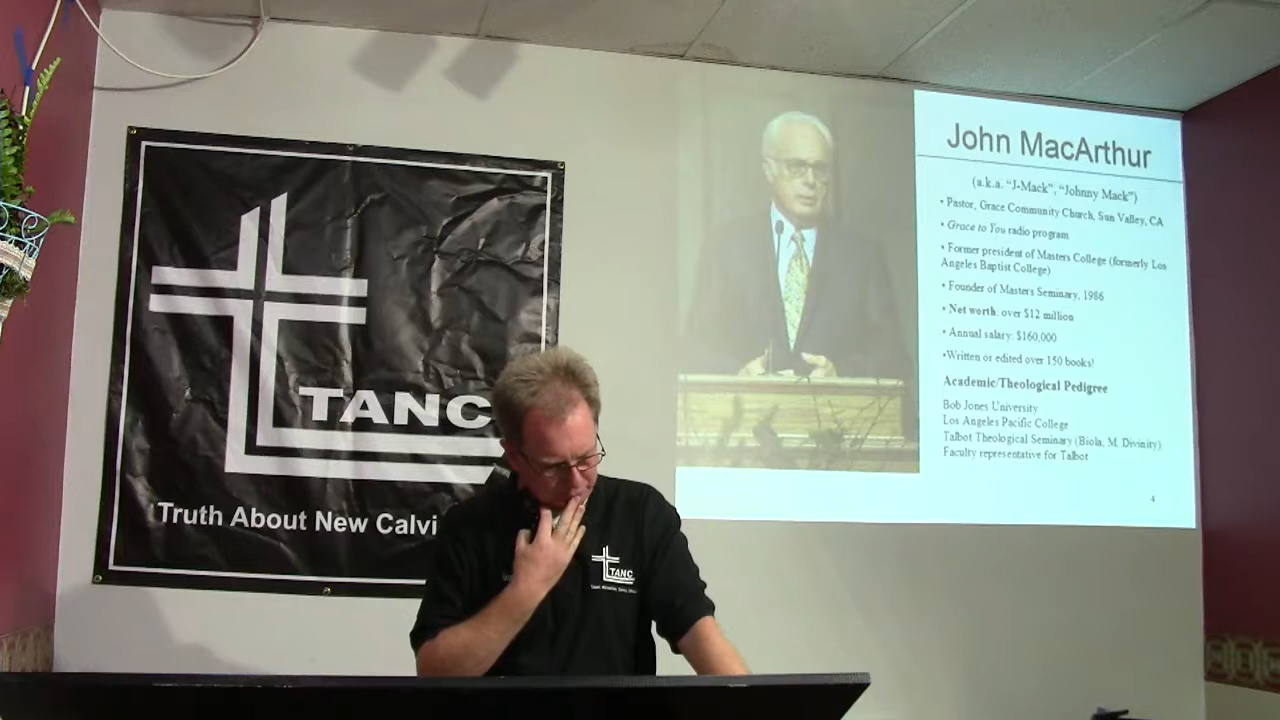 TANC
Truth About New Calvi
TANC
John MacArthur
(a.k.a. "J-Mack", "Johnny Mack")
• Pastor, Grace Community Church, Sun Valley, CA
• Grace to You radio program
• Former president of Masters College (formerly Los
Angeles Baptist College)
• Founder of Masters Seminary, 1986
• Net worth: over $12 million
• Annual salary: $160,000
•Written or edited over 150 books!
Academic/Theological Pedigree
Bob Jones University
Los Angeles Pacific College
Talbot Theological Seminary (Biola, M. Divinity)
Faculty representative for Talbot
4